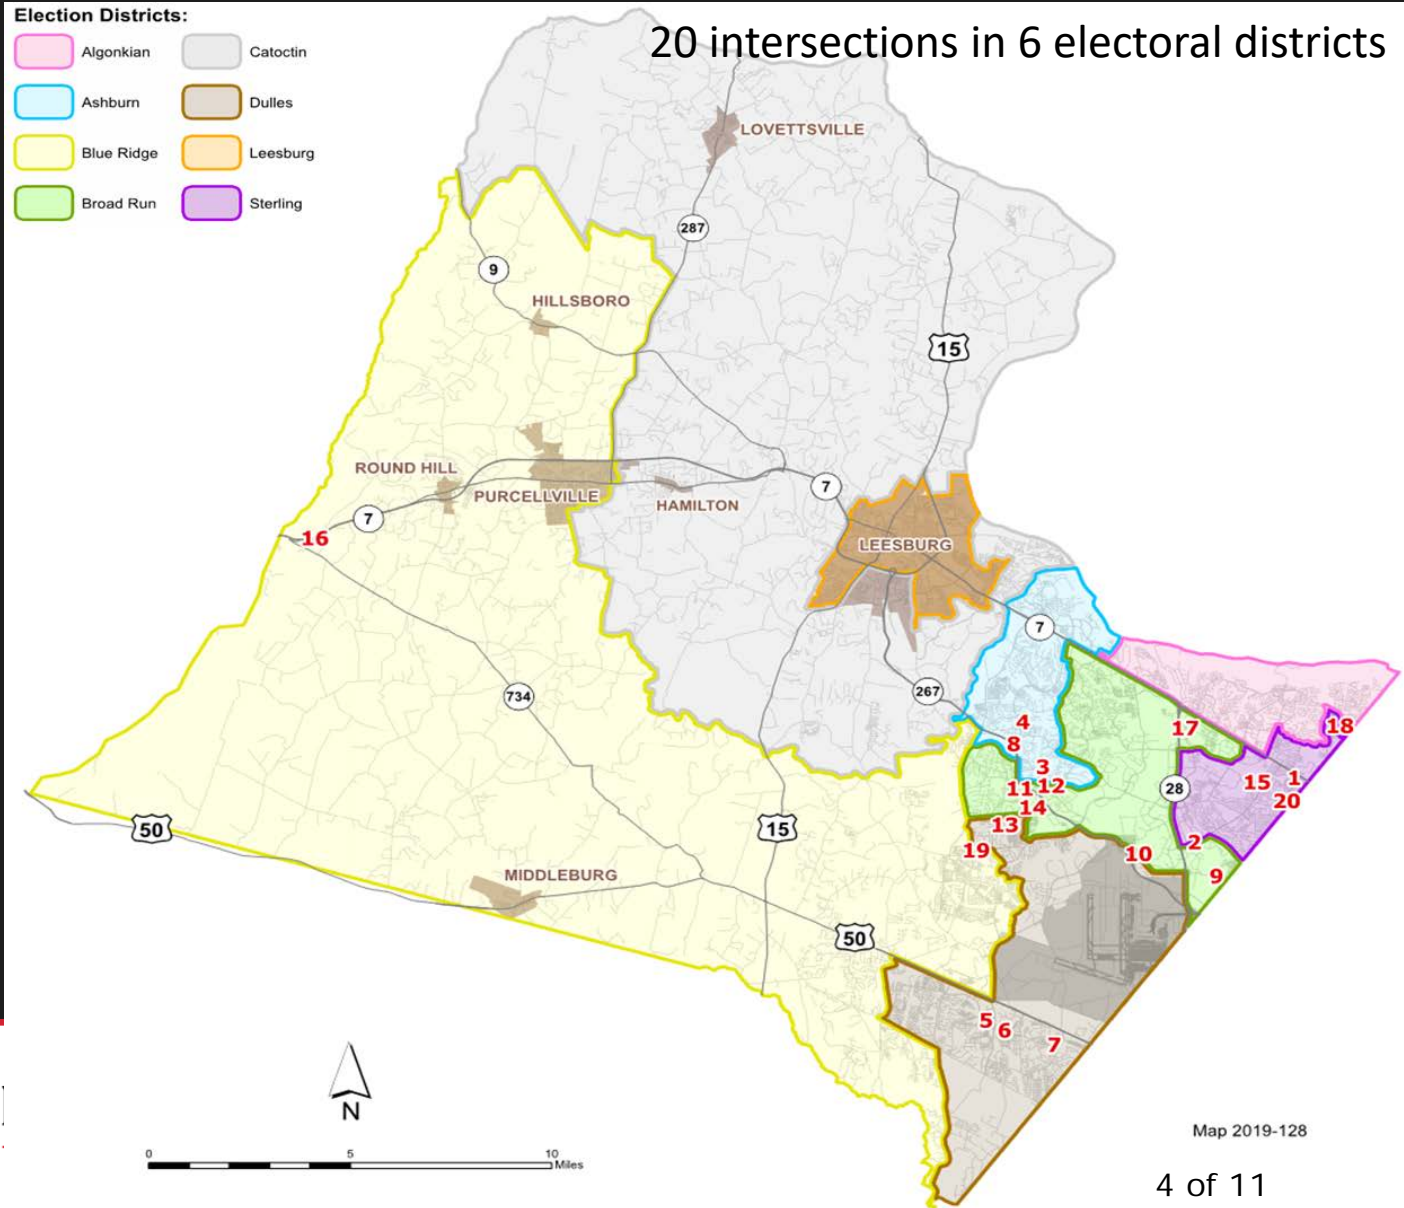 20 intersections in 6 electoral districts
Election Districts:
Algonkian
Catoctin
Ashburn
Dulles
Blue Ridge
Leesburg
Broad Run
Sterling
LOVETTSVILLE
287
9
HILLSBORO
15
ROUND HILL
PURCELLVILLE
HAMILTON
7
7
16
LEESBURG
7
734
267
4
8
17
18
3
11
12
14
13
19
28
15
1
20
2
10
9
50
15
MIDDLEBURG
50
5
6
7
N
0
5
10
Miles
Map 2019-128
4 of 11